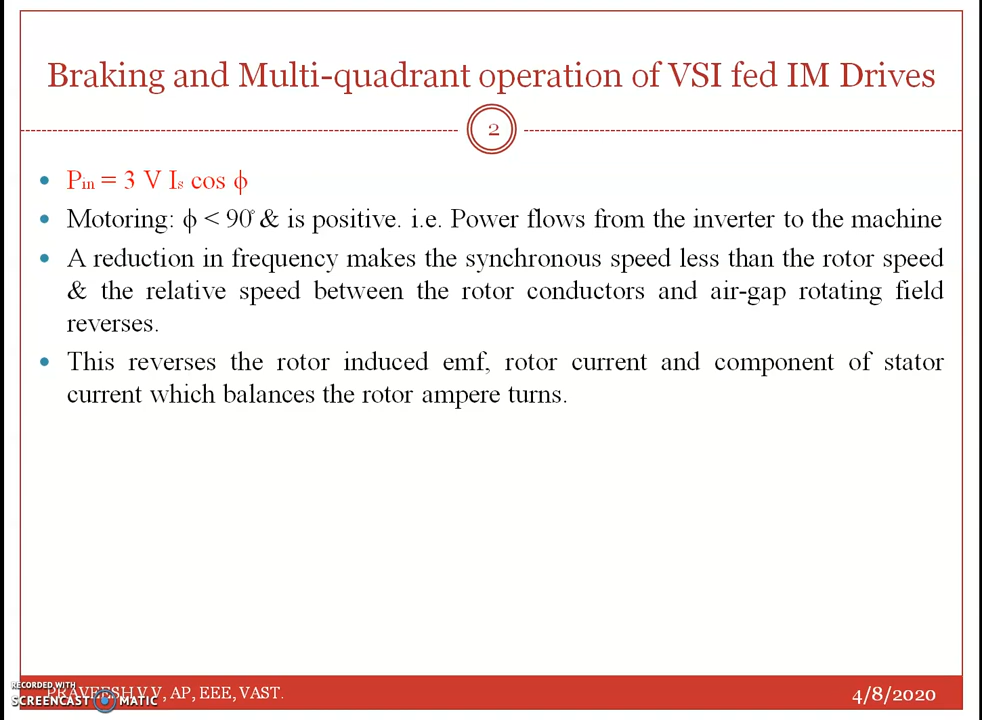 Braking and Multi-quadrant operation of VSI fed IM Drives
2
• Pin = 3 V Is cos ϕ
• Motoring: ϕ < 90° & is positive. i.e. Power flows from the inverter to the machine
• A reduction in frequency makes the synchronous speed less than the rotor speed
& the relative speed between the rotor conductors and air-gap rotating field
reverses.
• This reverses the rotor induced emf, rotor current and component of stator
current which balances the rotor ampere turns.
RECORDED WITH
SCREENCAST MATIC
PRAVEESH.V.V, AP, EEE, VAST.
4/8/2020